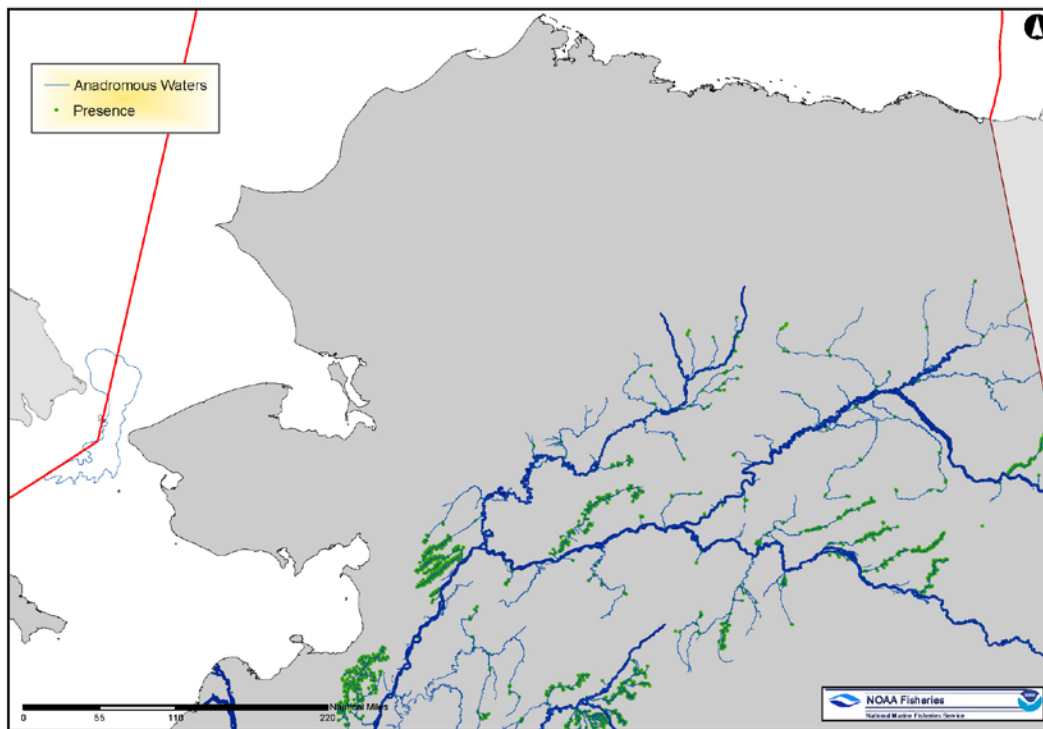 Anadromous Waters
Presence
Nautical Miles
0 55 110 220
NOAA Fisheries
National Marine Fisheries Service